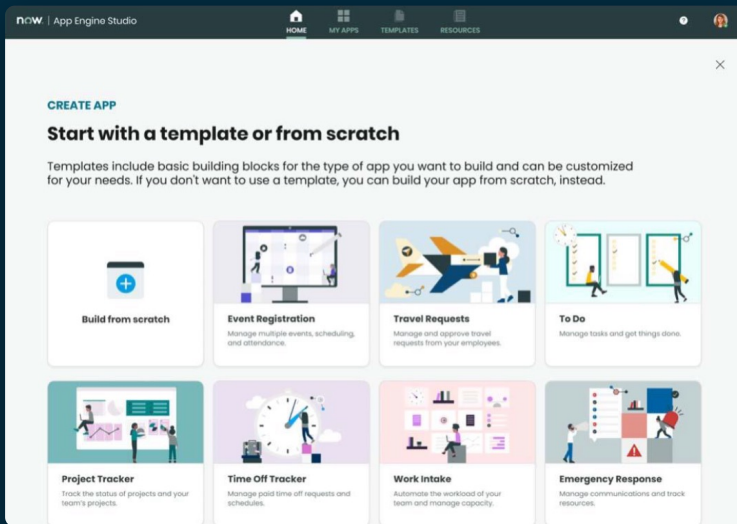 now. | App Engine Studio
HOME
MY APPS
TEMPLATES
RESOURCES
?
CREATE APP
Start with a template or from scratch
Templates include basic building blocks for the type of app you want to build and can be customized
for your needs. If you don't want to use a template, you can build your app from scratch, instead.
Build from scratch
Event Registration
Manage multiple events, scheduling,
and attendance.
Travel Requests
Manage and approve travel
requests from your employees.
To Do
Manage tasks and get things done.
Project Tracker
Track the status of projects and your
team's projects.
Time Off Tracker
Manage paid time off requests and
schedules.
Work Intake
Automate the workload of your
team and manage capacity.
Emergency Response
Manage communications and track
resources.